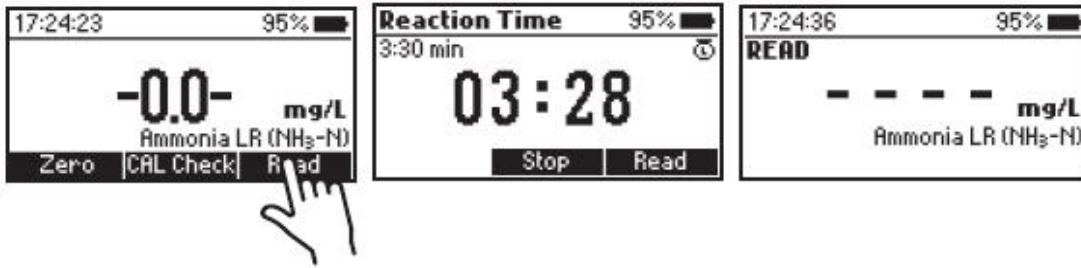 17:24:23 95%
-0.0- mg/L
Ammonia LR (NH₃-N)
Zero CAL Check
Reaction Time 95%
3:30 min
03:28
Stop Read
17:24:36 95%
READ
- - - - mg/L
Ammonia LR (NH₃-N)